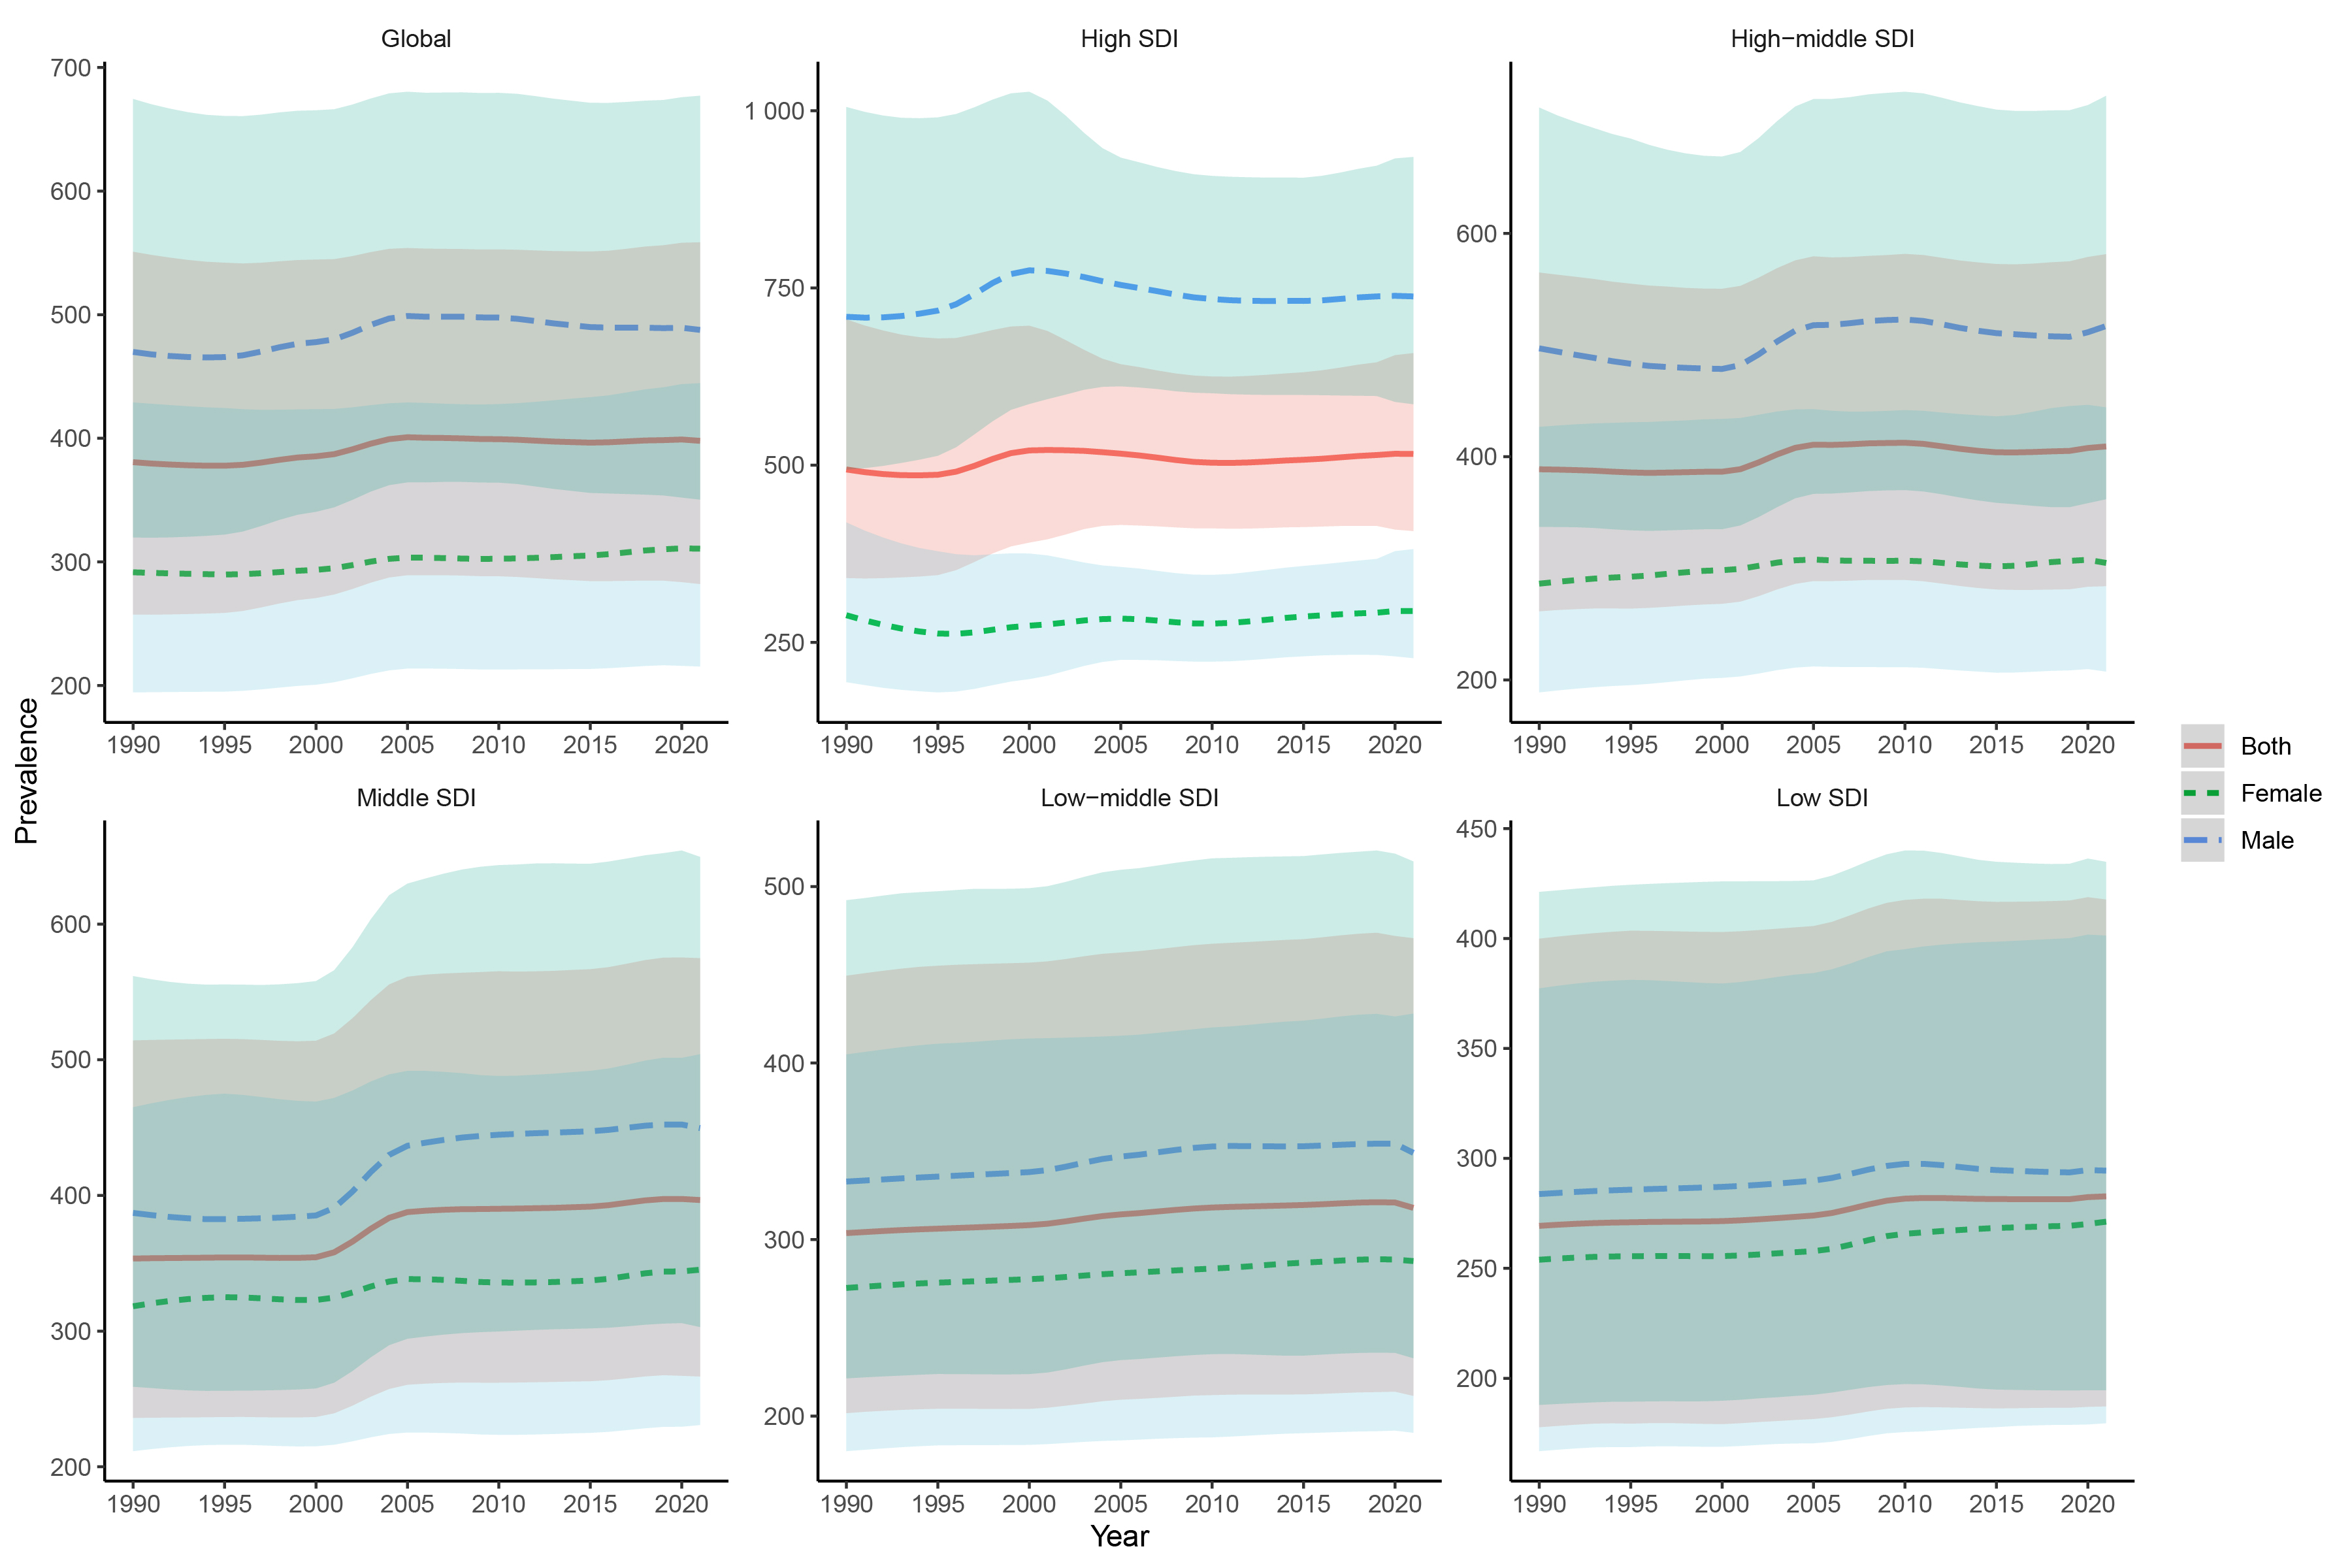 Global
High SDI
High−middle SDI
700
600
500
400
300
200
1 000
750
500
250
600
400
200
1990 1995 2000 2005 2010 2015 2020
1990 1995 2000 2005 2010 2015 2020
1990 1995 2000 2005 2010 2015 2020
Prevalence
Both
Female
Male
Middle SDI
Low−middle SDI
Low SDI
600
500
400
300
200
500
400
300
200
450
400
350
300
250
200
1990 1995 2000 2005 2010 2015 2020
1990 1995 2000 2005 2010 2015 2020
1990 1995 2000 2005 2010 2015 2020
Year